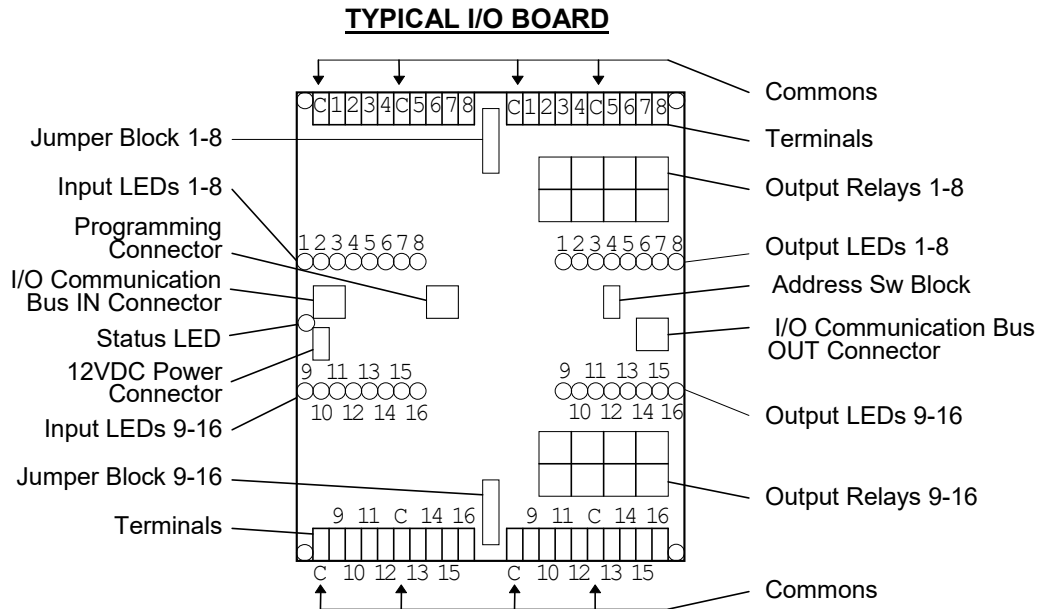 TYPICAL I/O BOARD
Commons
C 1 2 3 4 C 5 6 7 8
C 1 2 3 4 C 5 6 7 8
Terminals
Jumper Block 1-8
Input LEDs 1-8
Output Relays 1-8
Programming
Connector
1 2 3 4 5 6 7 8
1 2 3 4 5 6 7 8
Output LEDs 1-8
I/O Communication
Bus IN Connector
Address Sw Block
Status LED
I/O Communication Bus
OUT Connector
12VDC Power
Connector
9 11 13 15
10 12 14 16
9 11 13 15
10 12 14 16
Input LEDs 9-16
Output LEDs 9-16
Jumper Block 9-16
Output Relays 9-16
Terminals
9 11 C 14 16
9 11 C 14 16
C 10 12 13 15
C 10 12 13 15
Commons